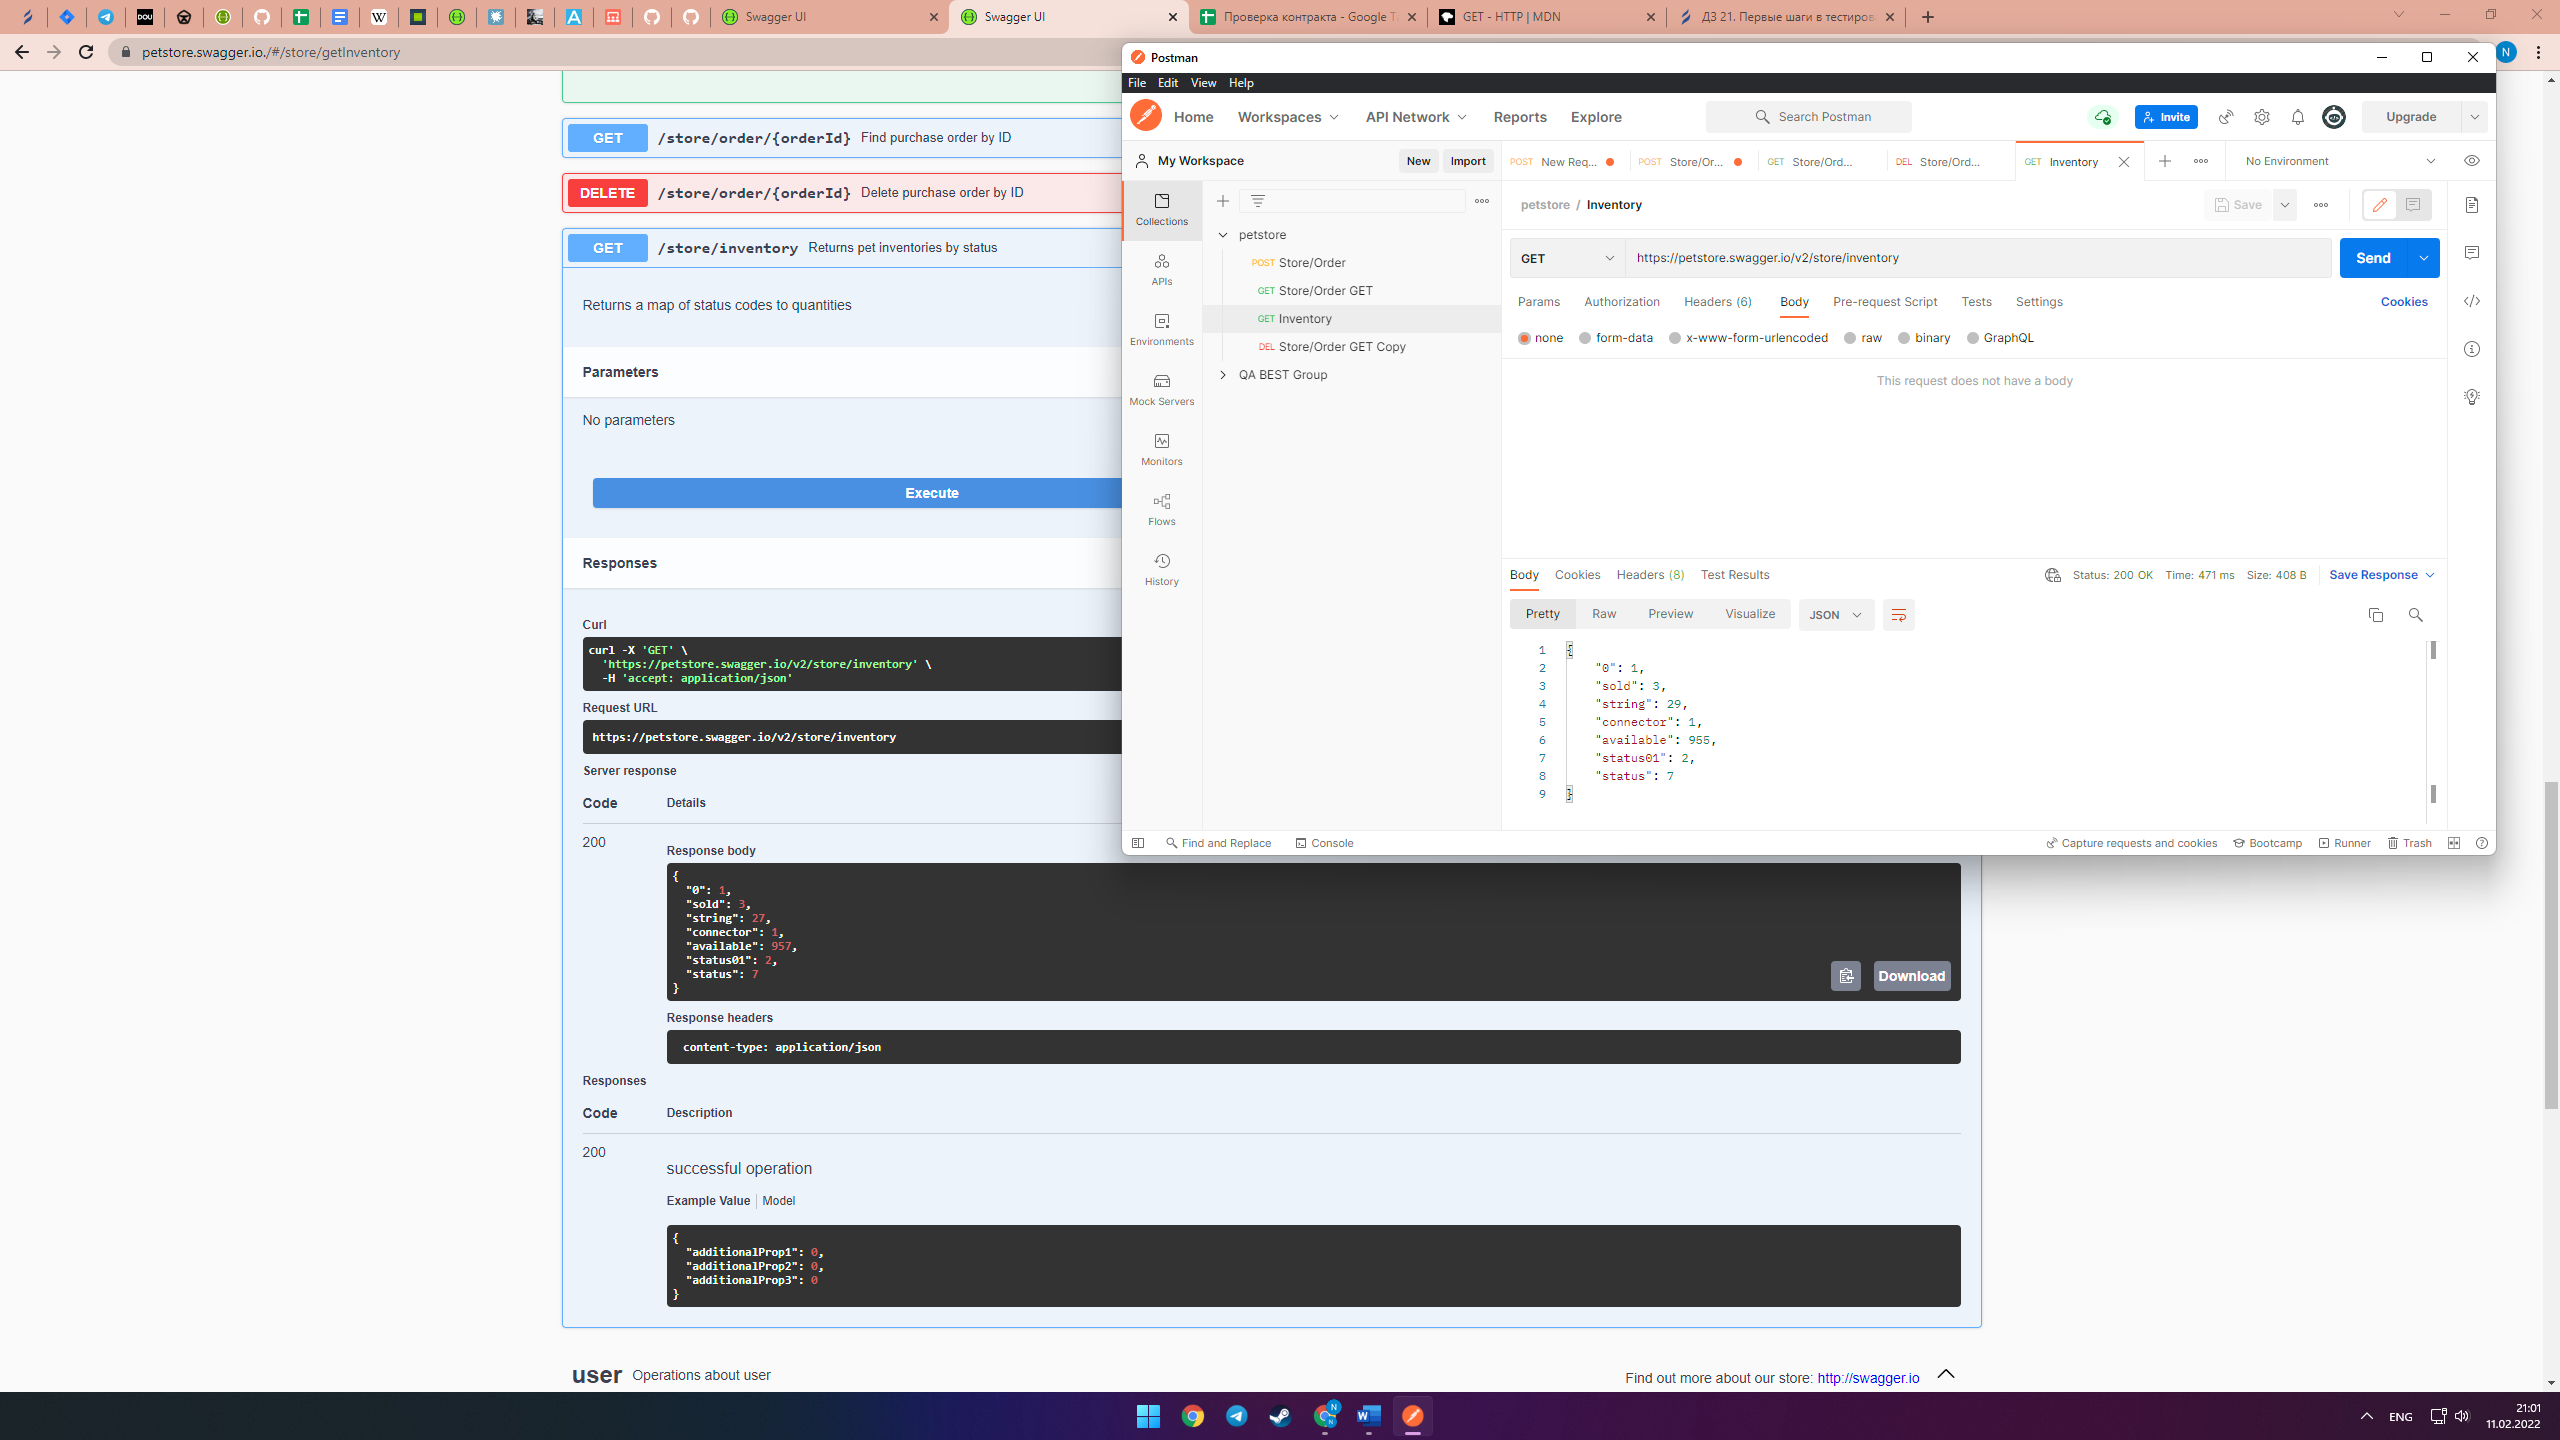 DOU
W
Swagger UI
Swagger UI
Проверка контракта - Google Т
GET - HTTP | MDN
ДЗ 21. Первые шаги в тестиров
petstore.swagger.io./#/store/getInventory
N
GET /store/order/{orderId} Find purchase order by ID
DELETE /store/order/{orderId} Delete purchase order by ID
GET /store/inventory Returns pet inventories by status
Returns a map of status codes to quantities
Parameters
No parameters
Execute
Responses
Curl
curl -X 'GET' \
'https://petstore.swagger.io/v2/store/inventory' \
-H 'accept: application/json'
Request URL
https://petstore.swagger.io/v2/store/inventory
Server response
Code Details
200
Response body
{
"0": 1,
"sold": 3,
"string": 27,
"connector": 1,
"available": 957,
"status01": 2,
"status": 7
}
Download
Response headers
content-type: application/json
Responses
Code Description
200
successful operation
Example Value | Model
{
"additionalProp1": 0,
"additionalProp2": 0,
"additionalProp3": 0
}
user Operations about user
Find out more about our store: http://swagger.io
Postman
File Edit View Help
Home Workspaces API Network Reports Explore
Search Postman
Invite
Upgrade
My Workspace
New Import
POST New Req...
POST Store/Or...
GET Store/Ord...
DEL Store/Ord...
GET Inventory
No Environment
Collections
APIs
Environments
Mock Servers
Monitors
Flows
History
petstore
POST Store/Order
GET Store/Order GET
GET Inventory
DEL Store/Order GET Copy
QA BEST Group
petstore / Inventory
Save
GET
https://petstore.swagger.io/v2/store/inventory
Send
Params Authorization Headers (6) Body Pre-request Script Tests Settings
Cookies
none form-data x-www-form-urlencoded raw binary GraphQL
This request does not have a body
Body Cookies Headers (8) Test Results
Status: 200 OK Time: 471 ms Size: 408 B
Save Response
Pretty Raw Preview Visualize JSON
1 {
2 "0": 1,
3 "sold": 3,
4 "string": 29,
5 "connector": 1,
6 "available": 955,
7 "status01": 2,
8 "status": 7
9 }
Find and Replace Console
Capture requests and cookies Bootcamp Runner Trash
ENG
21:01
11.02.2022